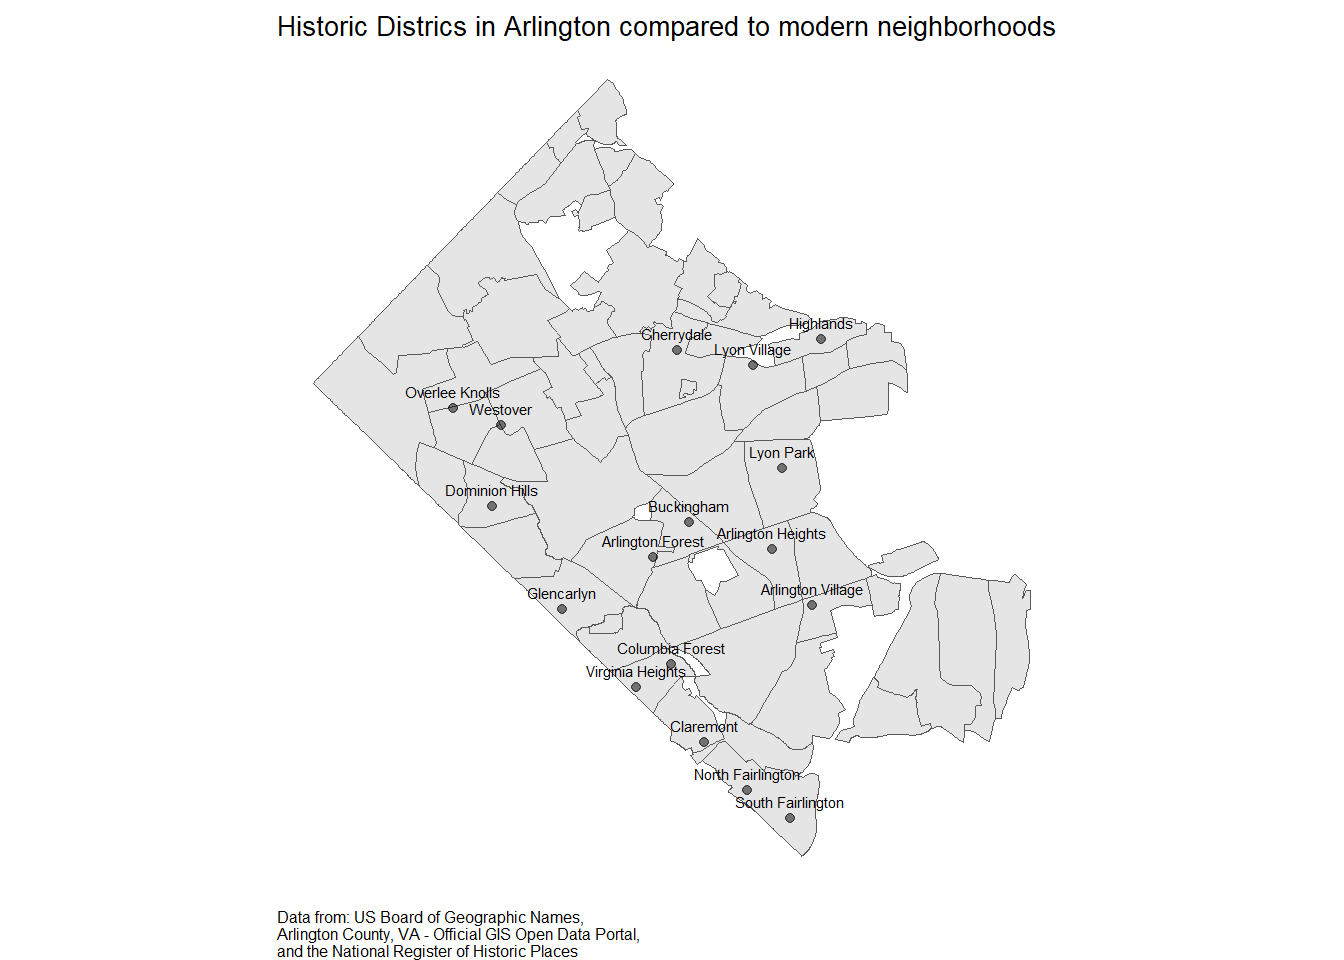 Historic Districs in Arlington compared to modern neighborhoods
Highlands
Cherrydale
Lyon Village
Overlee Knolls
Westover
Lyon Park
Dominion Hills
Buckingham
Arlington Heights
Arlington Forest
Arlington Village
Glencarlyn
Columbia Forest
Virginia Heights
Claremont
North Fairlington
South Fairlington
Data from: US Board of Geographic Names,
Arlington County, VA - Official GIS Open Data Portal,
and the National Register of Historic Places